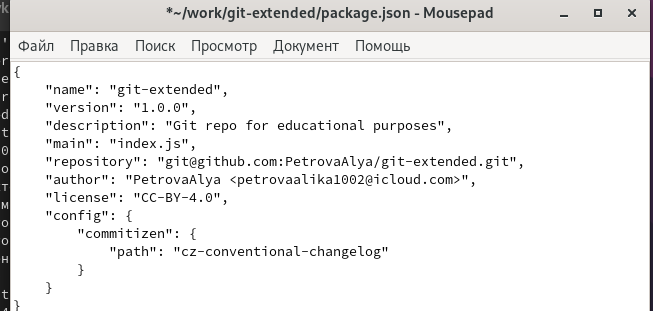 *~/work/git-extended/package.json - Mousepad
Файл Правка Поиск Просмотр Документ Помощь
{
    "name": "git-extended",
    "version": "1.0.0",
    "description": "Git repo for educational purposes",
    "main": "index.js",
    "repository": "git@github.com:PetrovaAlya/git-extended.git",
    "author": "PetrovaAlya <petrovaalika1002@icloud.com>",
    "license": "CC-BY-4.0",
    "config": {
        "commitizen": {
            "path": "cz-conventional-changelog"
        }
    }
}